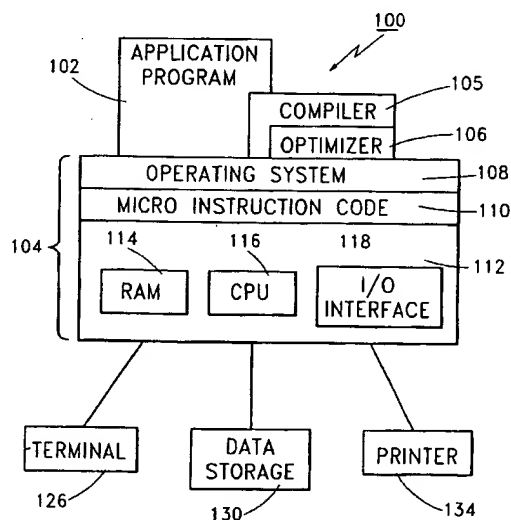 100
APPLICATION
PROGRAM
102
105
COMPILER
106
OPTIMIZER
OPERATING SYSTEM
108
MICRO INSTRUCTION CODE
110
104
114
116
118
112
RAM
CPU
I/O
INTERFACE
TERMINAL
DATA
STORAGE
PRINTER
126
130
134